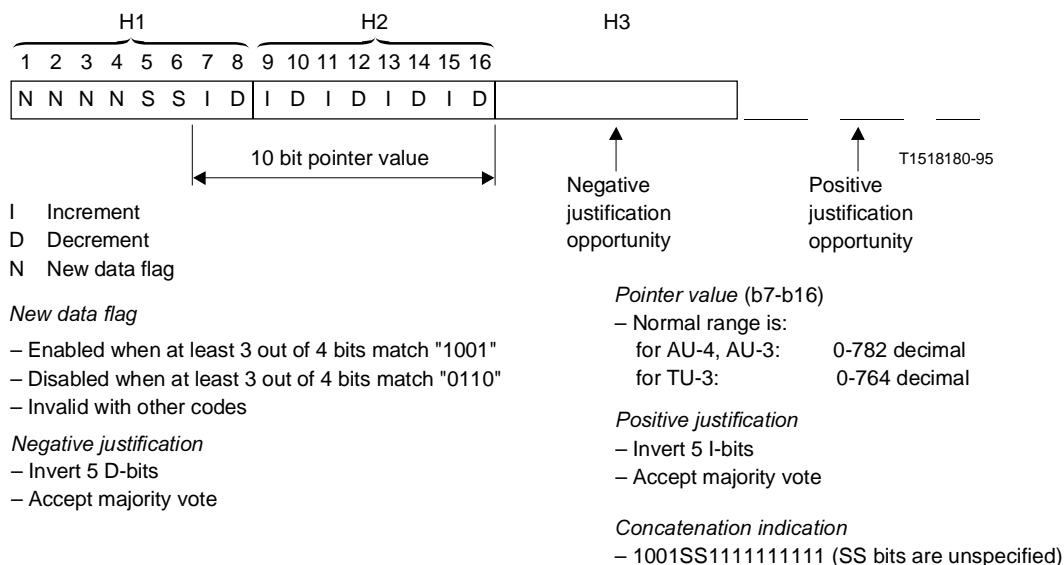 H1 H2 H3
1 2 3 4 5 6 7 8 9 10 11 12 13 14 15 16
N N N N S S I D I D I D I D I D
10 bit pointer value
T1518180-95
Negative
justification
opportunity
Positive
justification
opportunity
I Increment
D Decrement
N New data flag
New data flag
– Enabled when at least 3 out of 4 bits match "1001"
– Disabled when at least 3 out of 4 bits match "0110"
– Invalid with other codes
Negative justification
– Invert 5 D-bits
– Accept majority vote
Pointer value (b7-b16)
– Normal range is:
for AU-4, AU-3: 0-782 decimal
for TU-3: 0-764 decimal
Positive justification
– Invert 5 I-bits
– Accept majority vote
Concatenation indication
– 1001SS1111111111 (SS bits are unspecified)